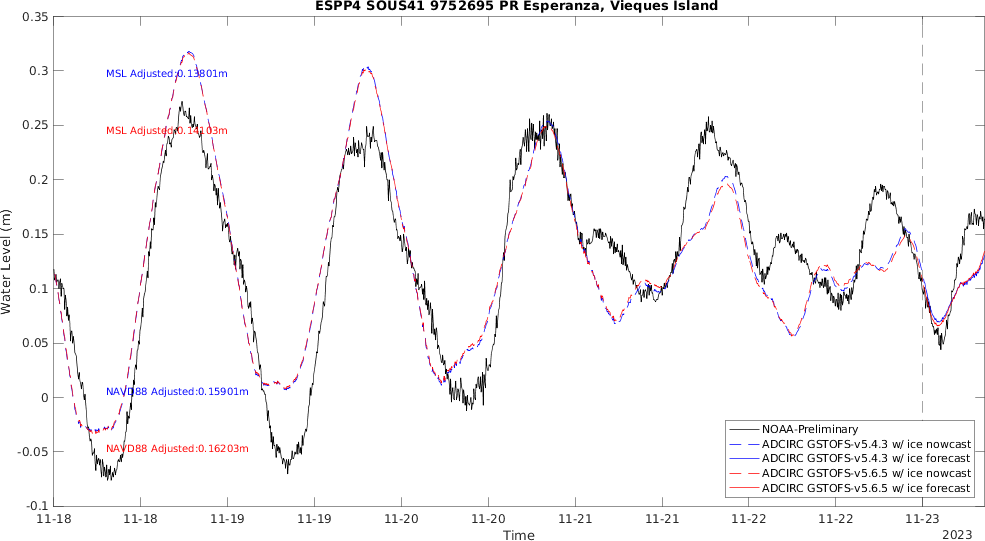 ESPP4 SOUS41 9752695 PR Esperanza, Vieques Island
0.35
0.3
0.25
0.2
0.15
0.1
0.05
0
-0.05
-0.1
Water Level (m)
MSL Adjusted:0.13801m
MSL Adjusted:0.14103m
NAVD88 Adjusted:0.15901m
NAVD88 Adjusted:0.16203m
NOAA-Preliminary
ADCIRC GSTOFS-v5.4.3 w/ ice nowcast
ADCIRC GSTOFS-v5.4.3 w/ ice forecast
ADCIRC GSTOFS-v5.6.5 w/ ice nowcast
ADCIRC GSTOFS-v5.6.5 w/ ice forecast
11-18 11-18 11-19 11-19 11-20 11-20 11-21 11-21 11-22 11-22 11-23
Time
2023